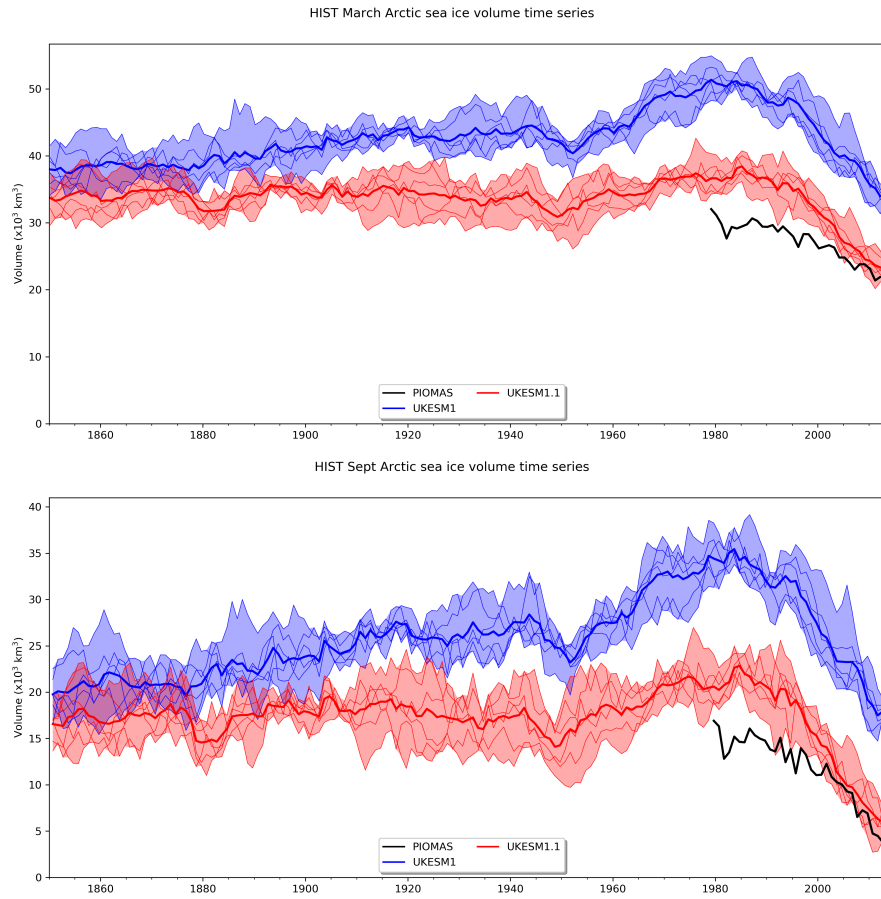 HIST March Arctic sea ice volume time series
Volume (x10³ km³)
50
40
30
20
10
0
PIOMAS
UKESM1
UKESM1.1
1860 1880 1900 1920 1940 1960 1980 2000
HIST Sept Arctic sea ice volume time series
Volume (x10³ km³)
40
35
30
25
20
15
10
5
0
PIOMAS
UKESM1
UKESM1.1
1860 1880 1900 1920 1940 1960 1980 2000